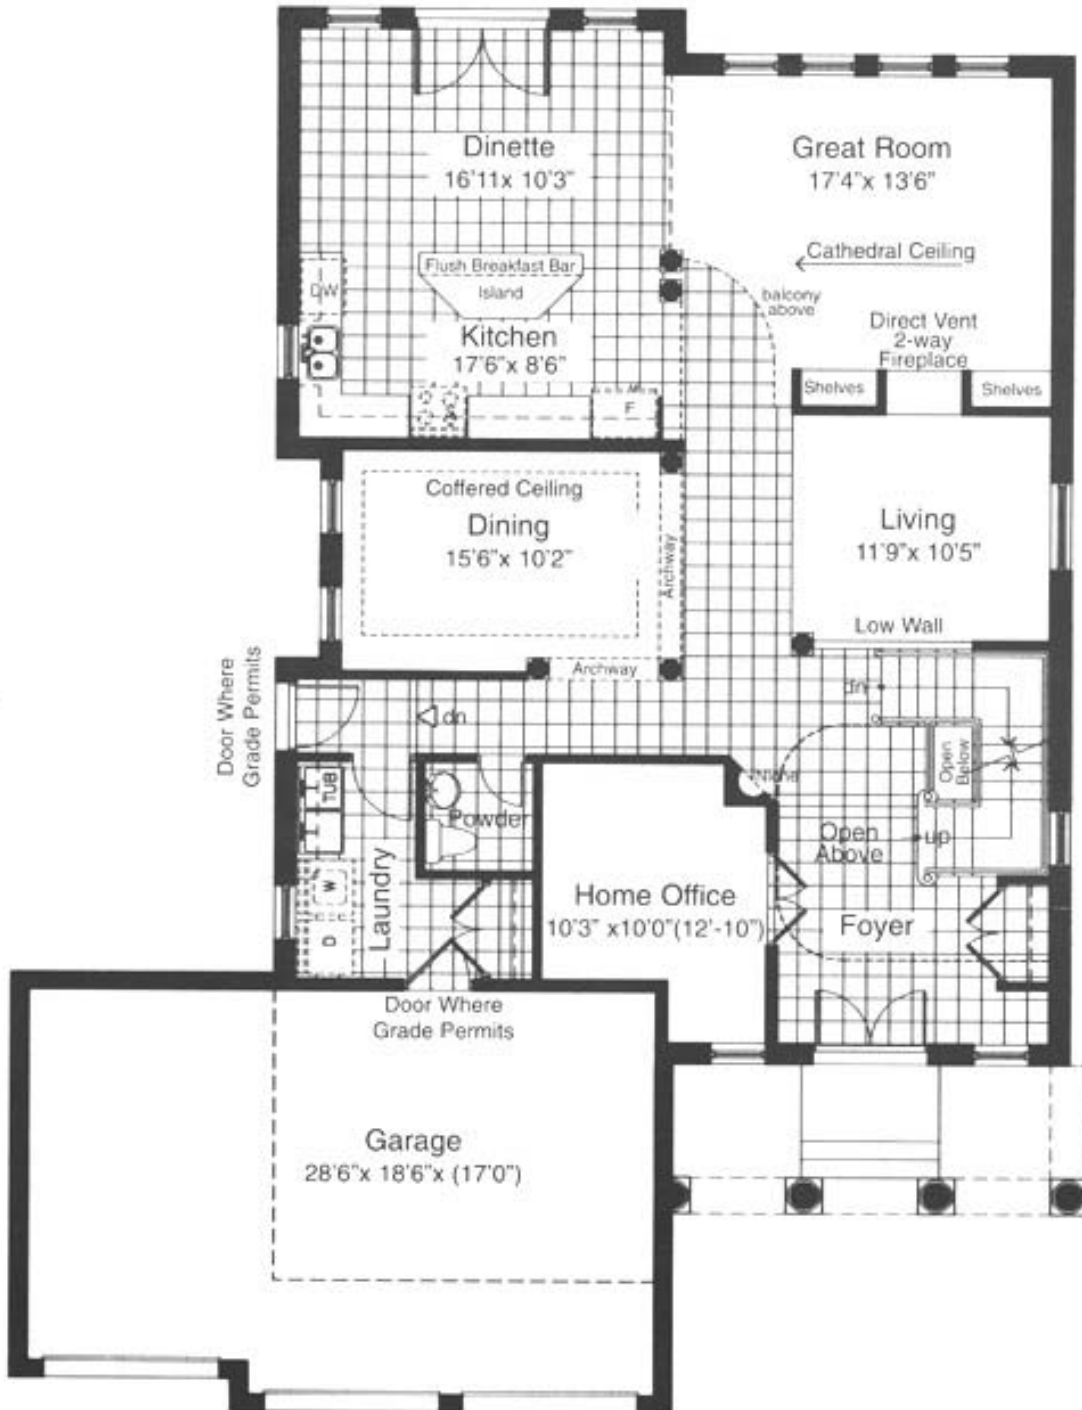 Dinette
16'11x 10'3"
Great Room
17'4"x 13'6"
Cathedral Ceiling
balcony
above
Direct Vent
2-way
Fireplace
Shelves
Shelves
Flush Breakfast Bar
Island
DW
Kitchen
17'6"x 8'6"
F
Coffered Ceiling
Dining
15'6"x 10'2"
Archway
Archway
Living
11'9"x 10'5"
Low Wall
Door Where
Grade Permits
dn
dn
Open
Below
Niche
TUB
Powder
Open
Above
up
W
D
Laundry
Home Office
10'3" x10'0"(12'-10")
Foyer
Door Where
Grade Permits
Garage
28'6"x 18'6"x (17'0")